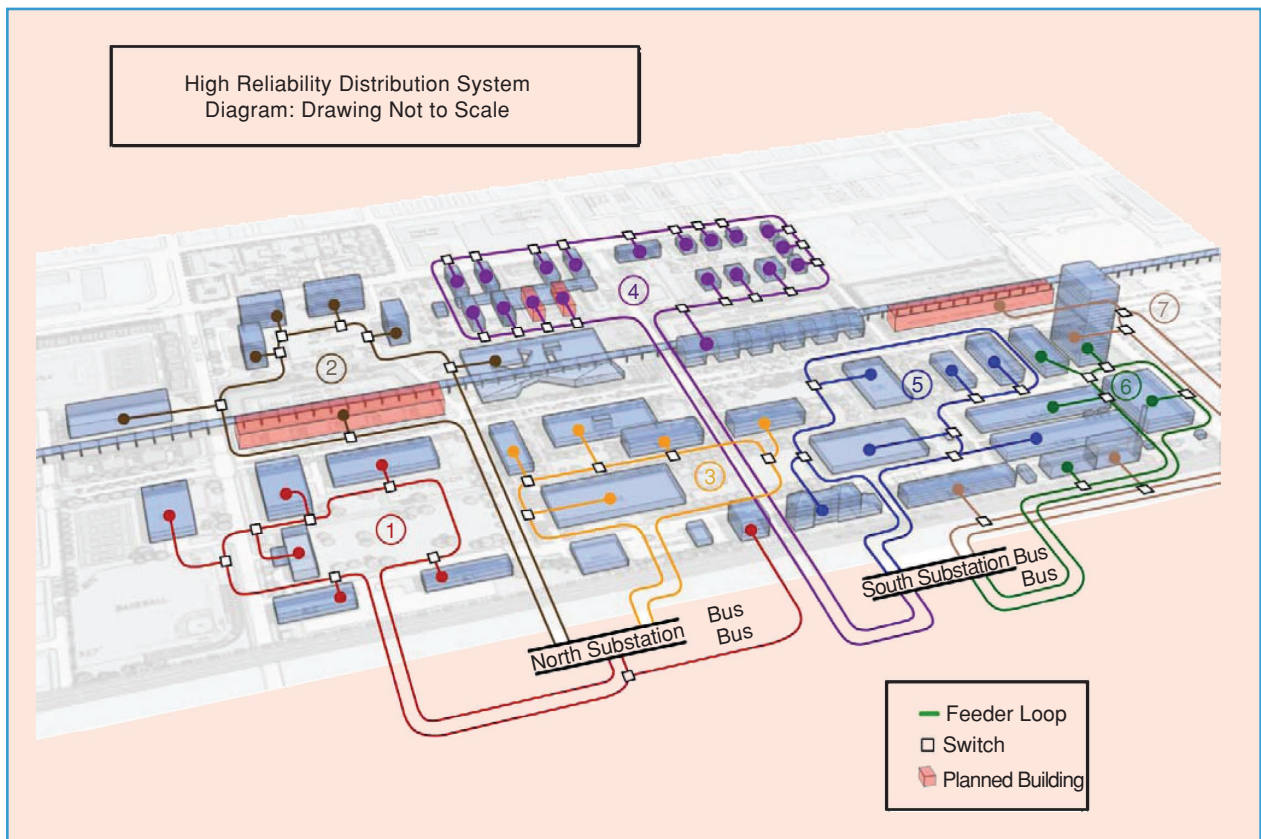 High Reliability Distribution System
Diagram: Drawing Not to Scale
4
7
2
5
6
3
1
South Substation
Bus
Bus
North Substation
Bus
Bus
Feeder Loop
Switch
Planned Building
BASEBALL